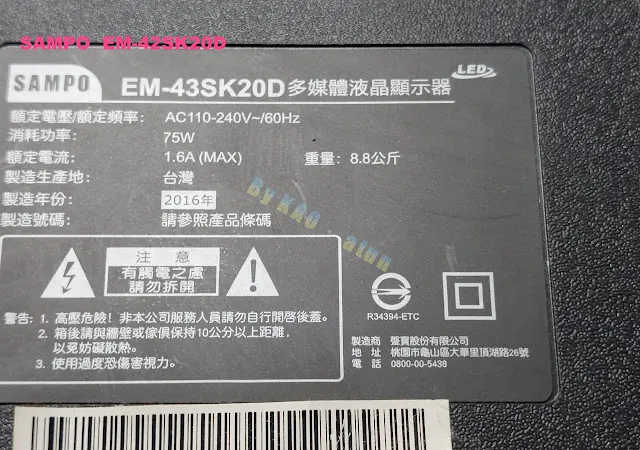 SAMPO EM-42SK20D
SAMPO EM-43SK20D 多媒體液晶顯示器 LED
額定電壓/額定頻率: AC110-240V~/60Hz
消耗功率: 75W
額定電流: 1.6A (MAX) 重量: 8.8公斤
製造生產地: 台灣
製造年份: 2016年
製造號碼: 請參照產品條碼
By KAO atun
注意
有觸電之慮
請勿拆開
警告: 1. 高壓危險! 非本公司服務人員請勿自行開啓後蓋。
2. 箱後請與牆壁或傢俱保持10公分以上距離,
以免妨礙散熱。
3. 使用過度恐傷害視力。
R34394-ETC
製造商 聲寶股份有限公司
地址 桃園市龜山區大華里頂湖路26號
電話 0800-00-5438